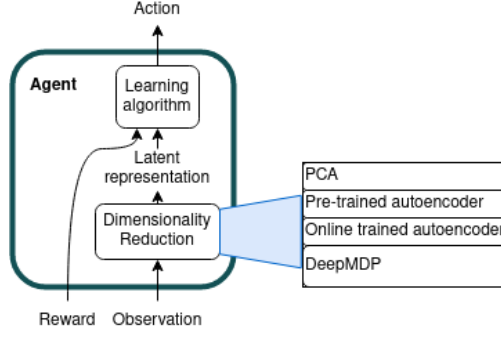 Action
Agent
Learning
algorithm
Latent
representation
Dimensionality
Reduction
PCA
Pre-trained autoencoder
Online trained autoencoder
DeepMDP
Reward
Observation